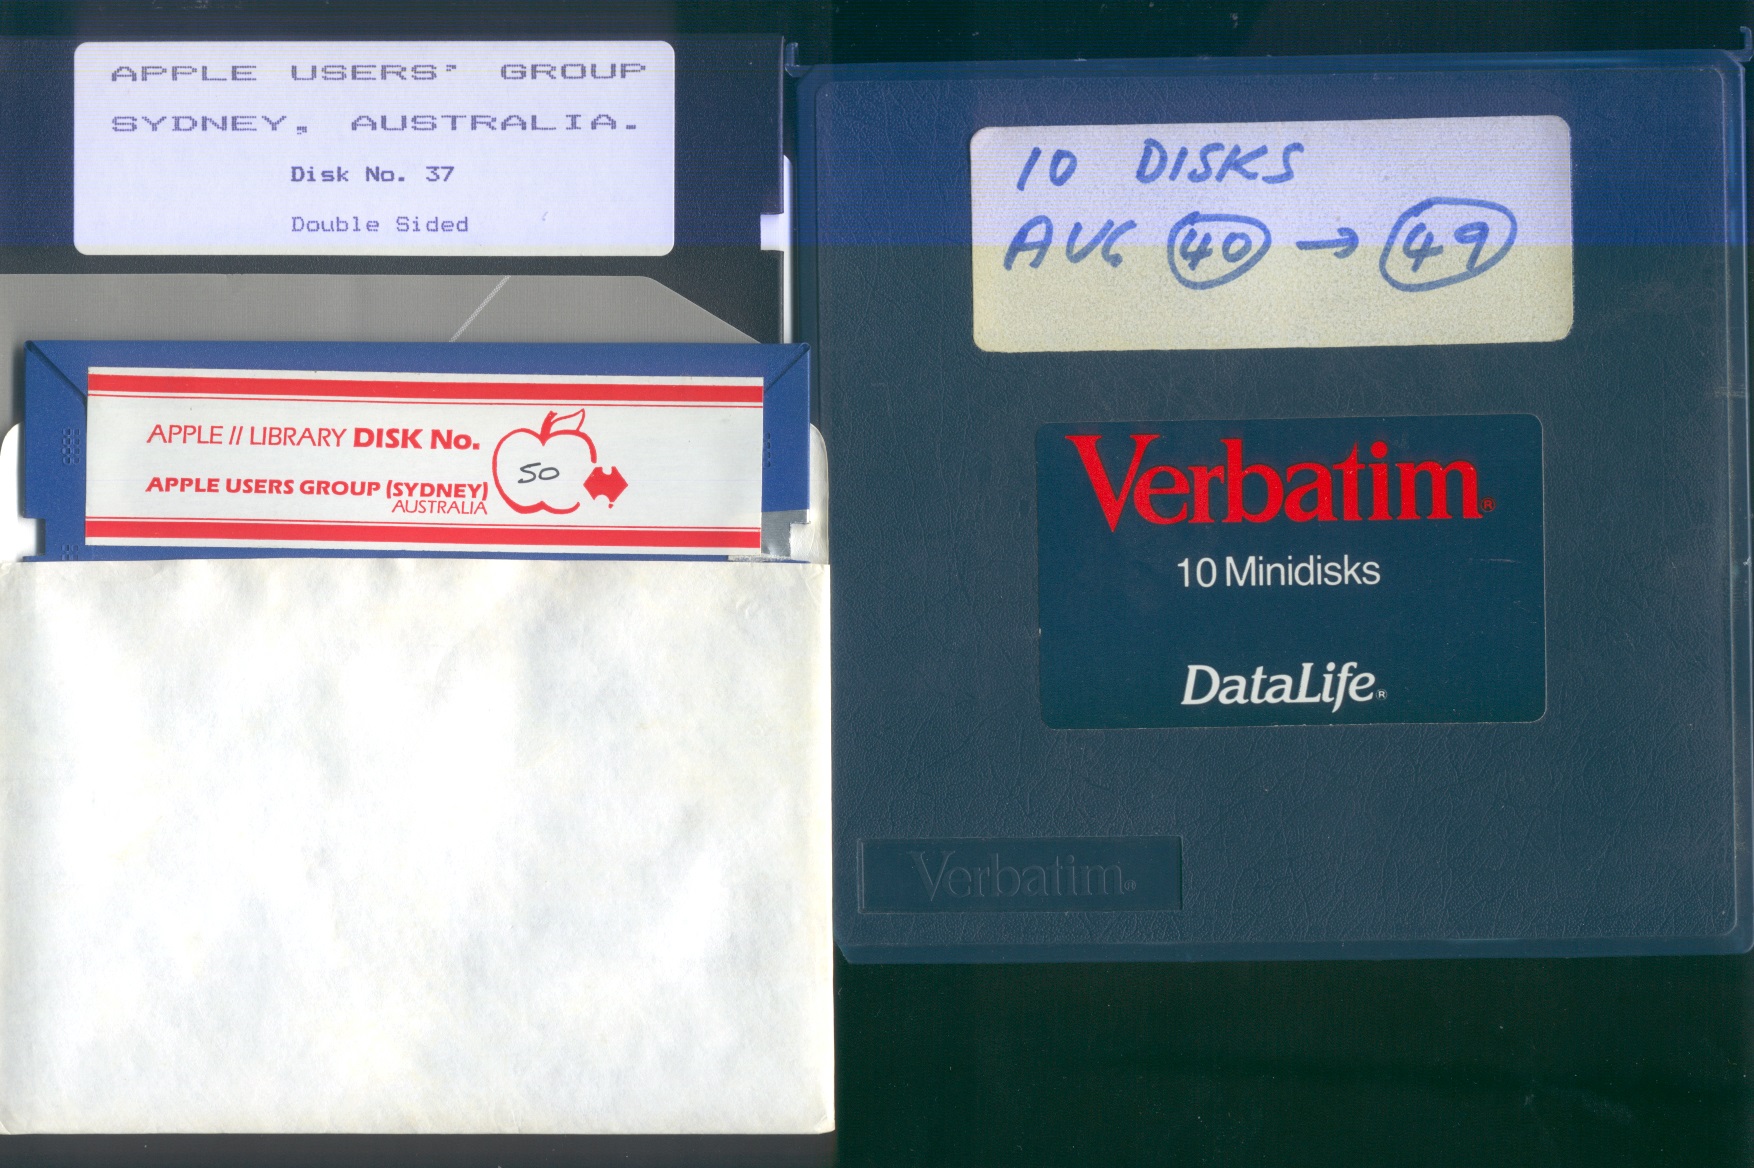 APPLE USERS' GROUP
SYDNEY, AUSTRALIA.
Disk No. 37
Double Sided
APPLE // LIBRARY DISK No.
50
APPLE USERS GROUP (SYDNEY)
AUSTRALIA
10 DISKS
AUG 40 → 49
Verbatim®
10 Minidisks
DataLife®
Verbatim®